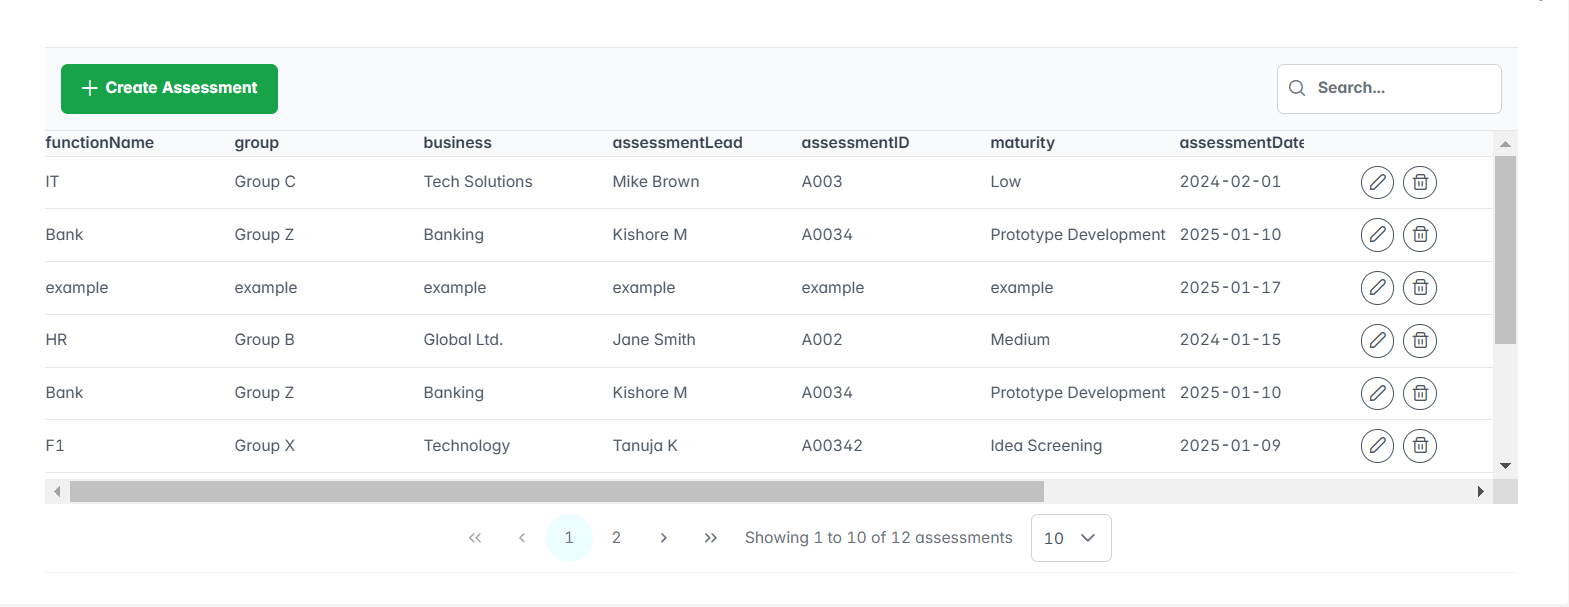 Create Assessment
Search...
functionName group business assessmentLead assessmentID maturity assessmentDate
IT Group C Tech Solutions Mike Brown A003 Low 2024-02-01
Bank Group Z Banking Kishore M A0034 Prototype Development 2025-01-10
example example example example example example 2025-01-17
HR Group B Global Ltd. Jane Smith A002 Medium 2024-01-15
Bank Group Z Banking Kishore M A0034 Prototype Development 2025-01-10
F1 Group X Technology Tanuja K A00342 Idea Screening 2025-01-09
1 2 Showing 1 to 10 of 12 assessments 10